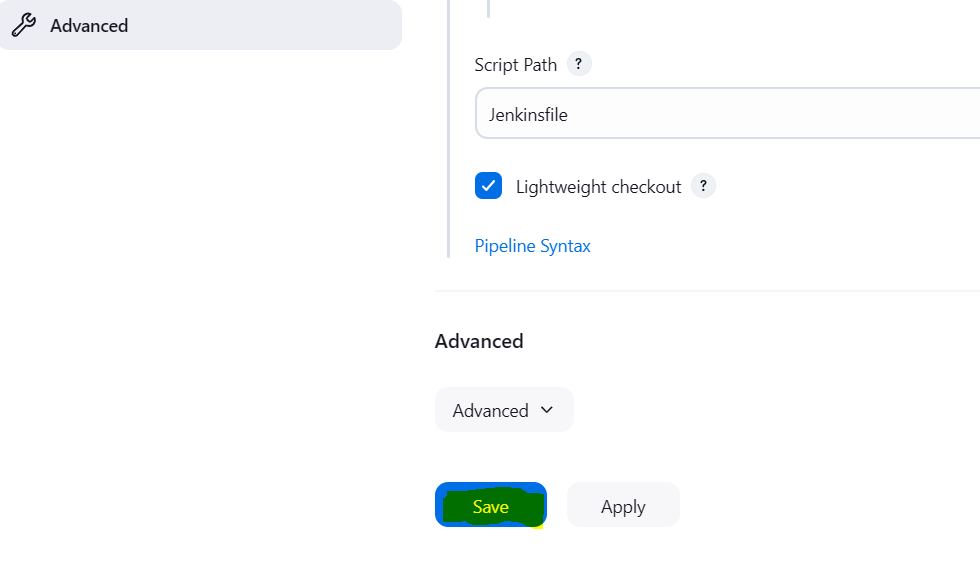 Advanced
Script Path ?
Jenkinsfile
Lightweight checkout ?
Pipeline Syntax
Advanced
Advanced
Save Apply